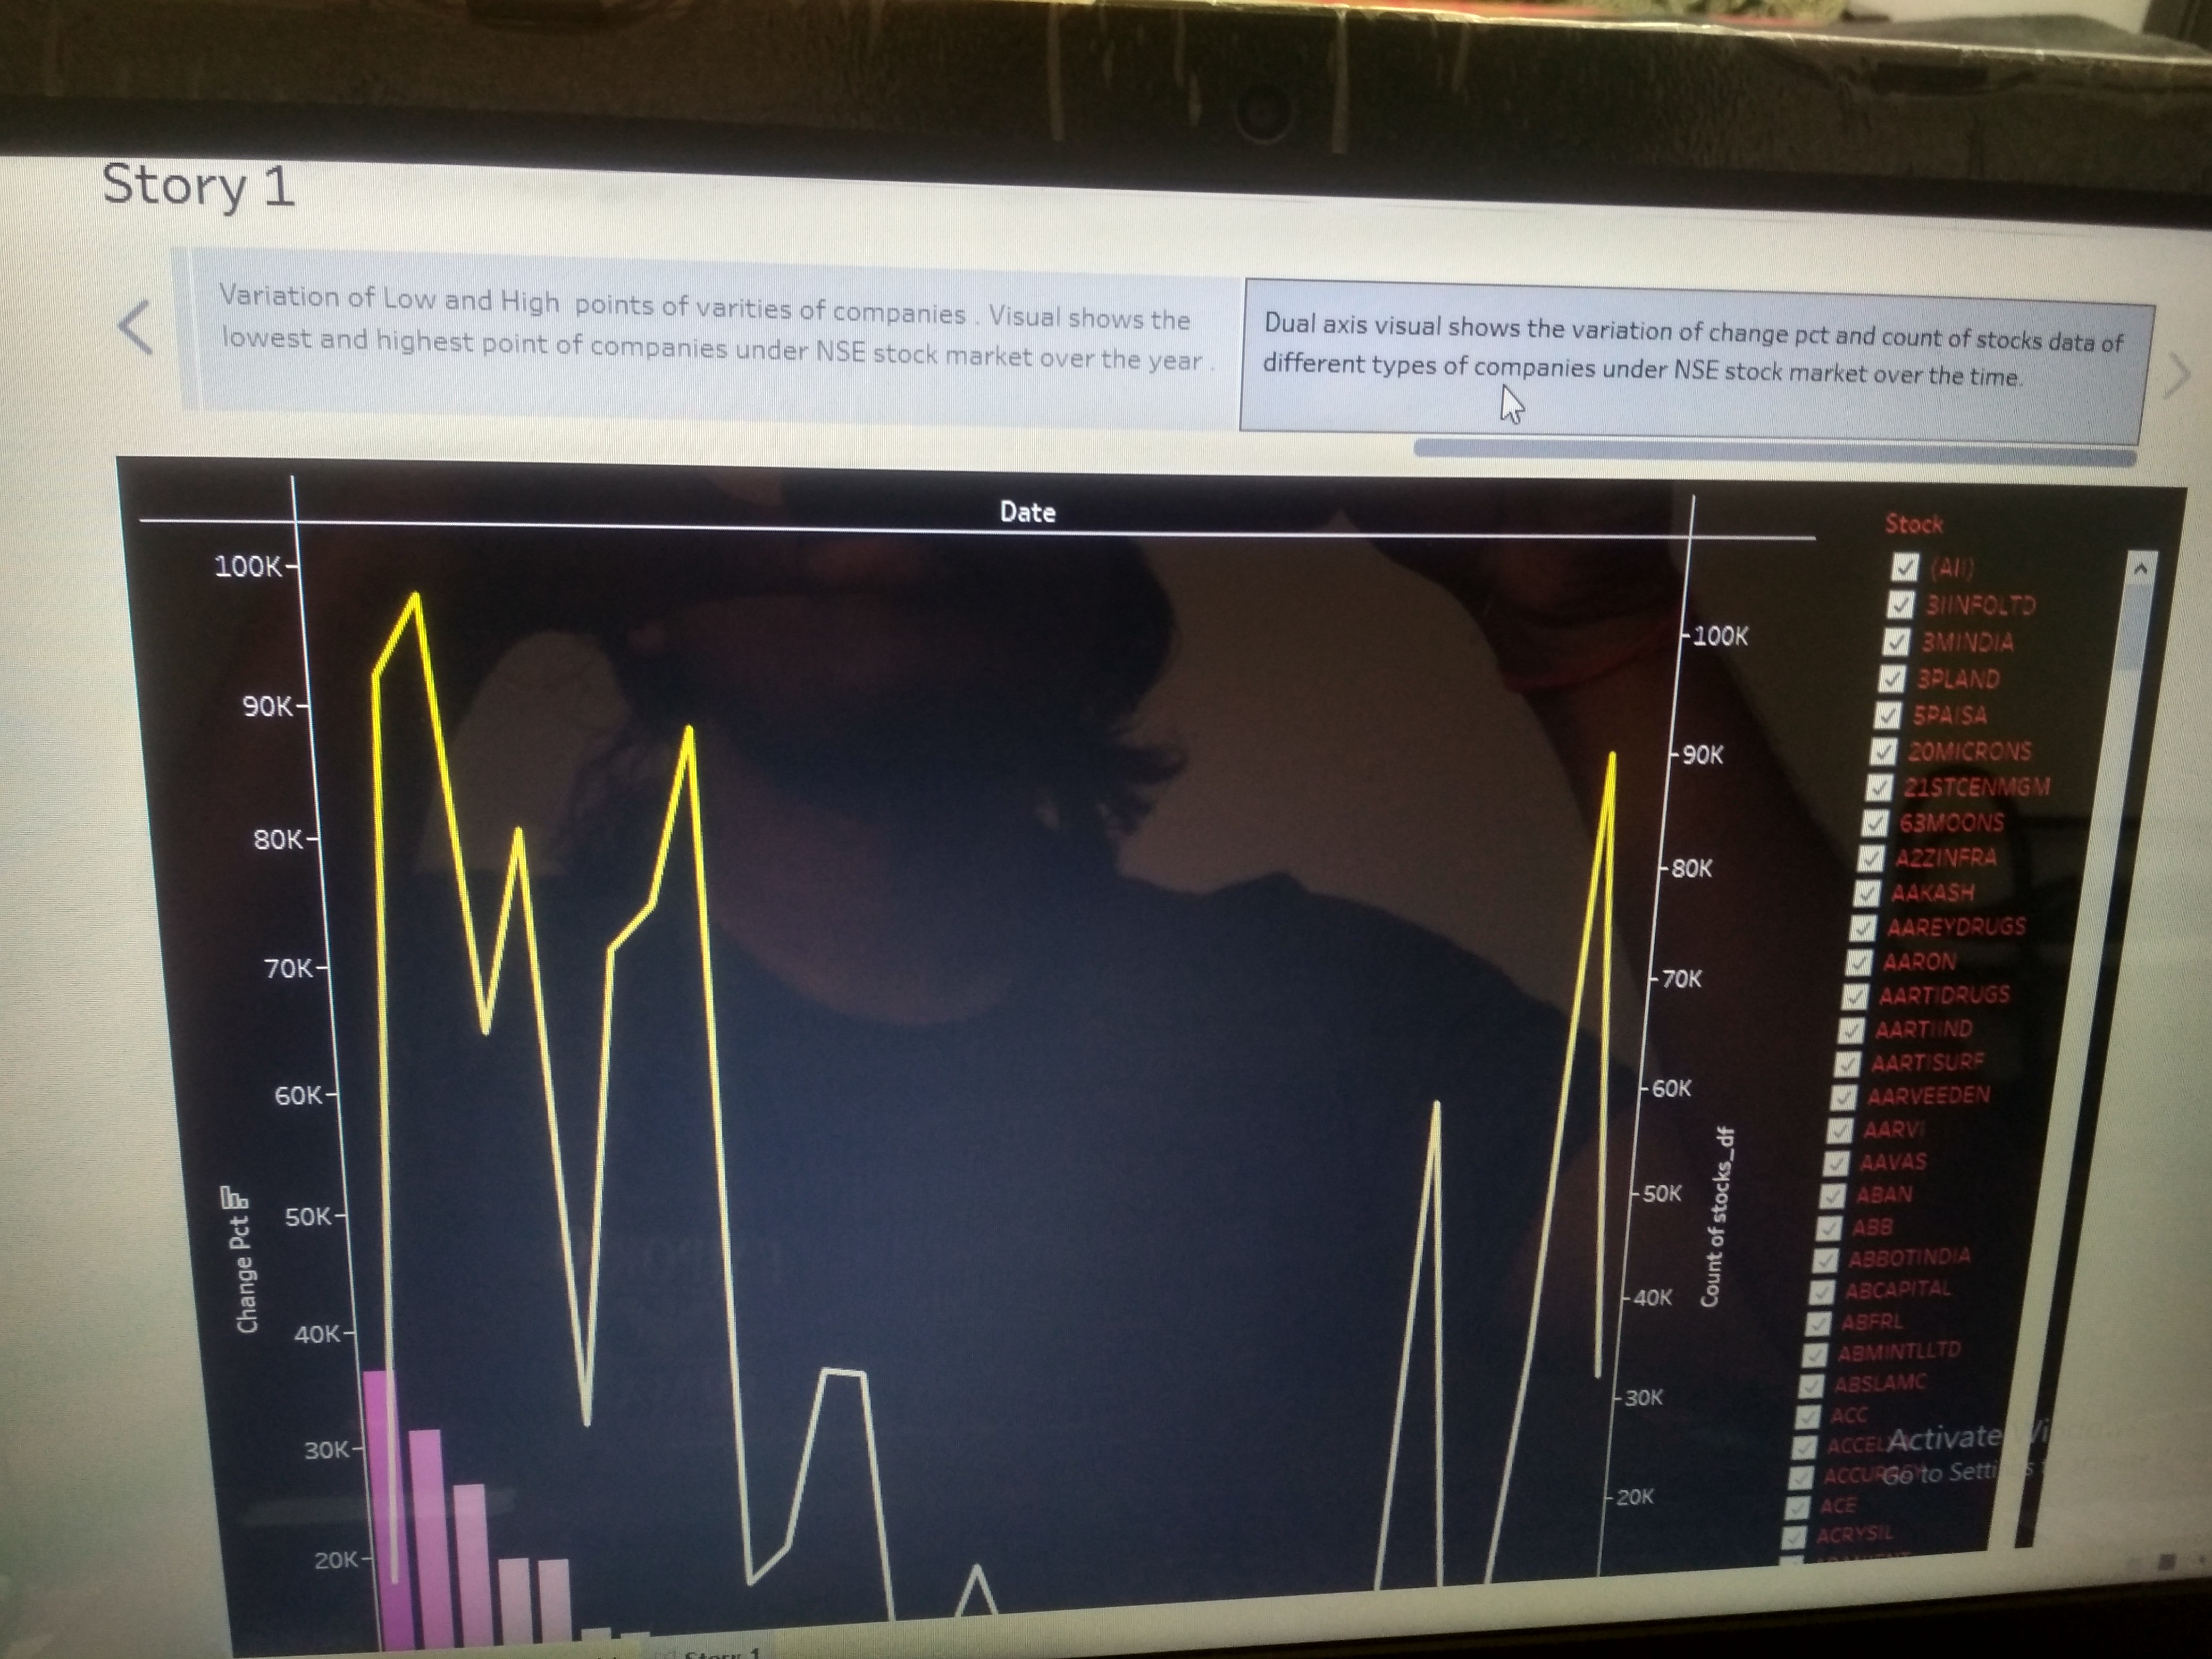 Story 1
Variation of Low and High points of varities of companies . Visual shows the
lowest and highest point of companies under NSE stock market over the year .
Dual axis visual shows the variation of change pct and count of stocks data of
different types of companies under NSE stock market over the time.
Date
100K
90K
80K
70K
60K
50K
40K
30K
20K
Change Pct
100K
90K
80K
70K
60K
50K
40K
30K
20K
Count of stocks_df
Stock
(All)
3IINFOLTD
3MINDIA
3PLAND
5PAISA
20MICRONS
21STCENMGM
63MOONS
A2ZINFRA
AAKASH
AAREYDRUGS
AARON
AARTIDRUGS
AARTIIND
AARTISURF
AARVEEDEN
AARVI
AAVAS
ABAN
ABB
ABBOTINDIA
ABCAPITAL
ABFRL
ABMINTLLTD
ABSLAMC
ACC
ACE
ACRYSIL
Activate
Go to
Story 1